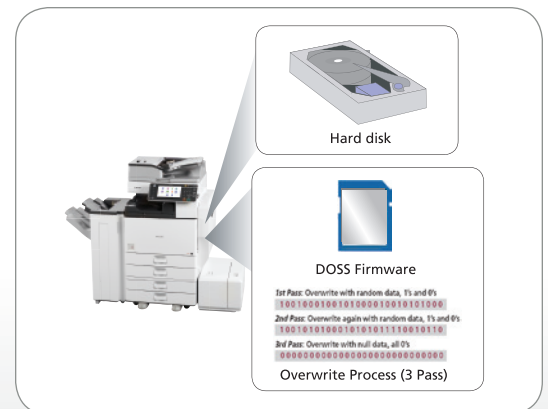 Hard disk
DOSS Firmware
1st Pass: Overwrite with random data, 1's and 0's
1001000100101000010010101000
2nd Pass: Overwrite again with random data, 1's and 0's
1001010100010101011110010110
3rd Pass: Overwrite with null data, all 0's
0000000000000000000000000000
Overwrite Process (3 Pass)